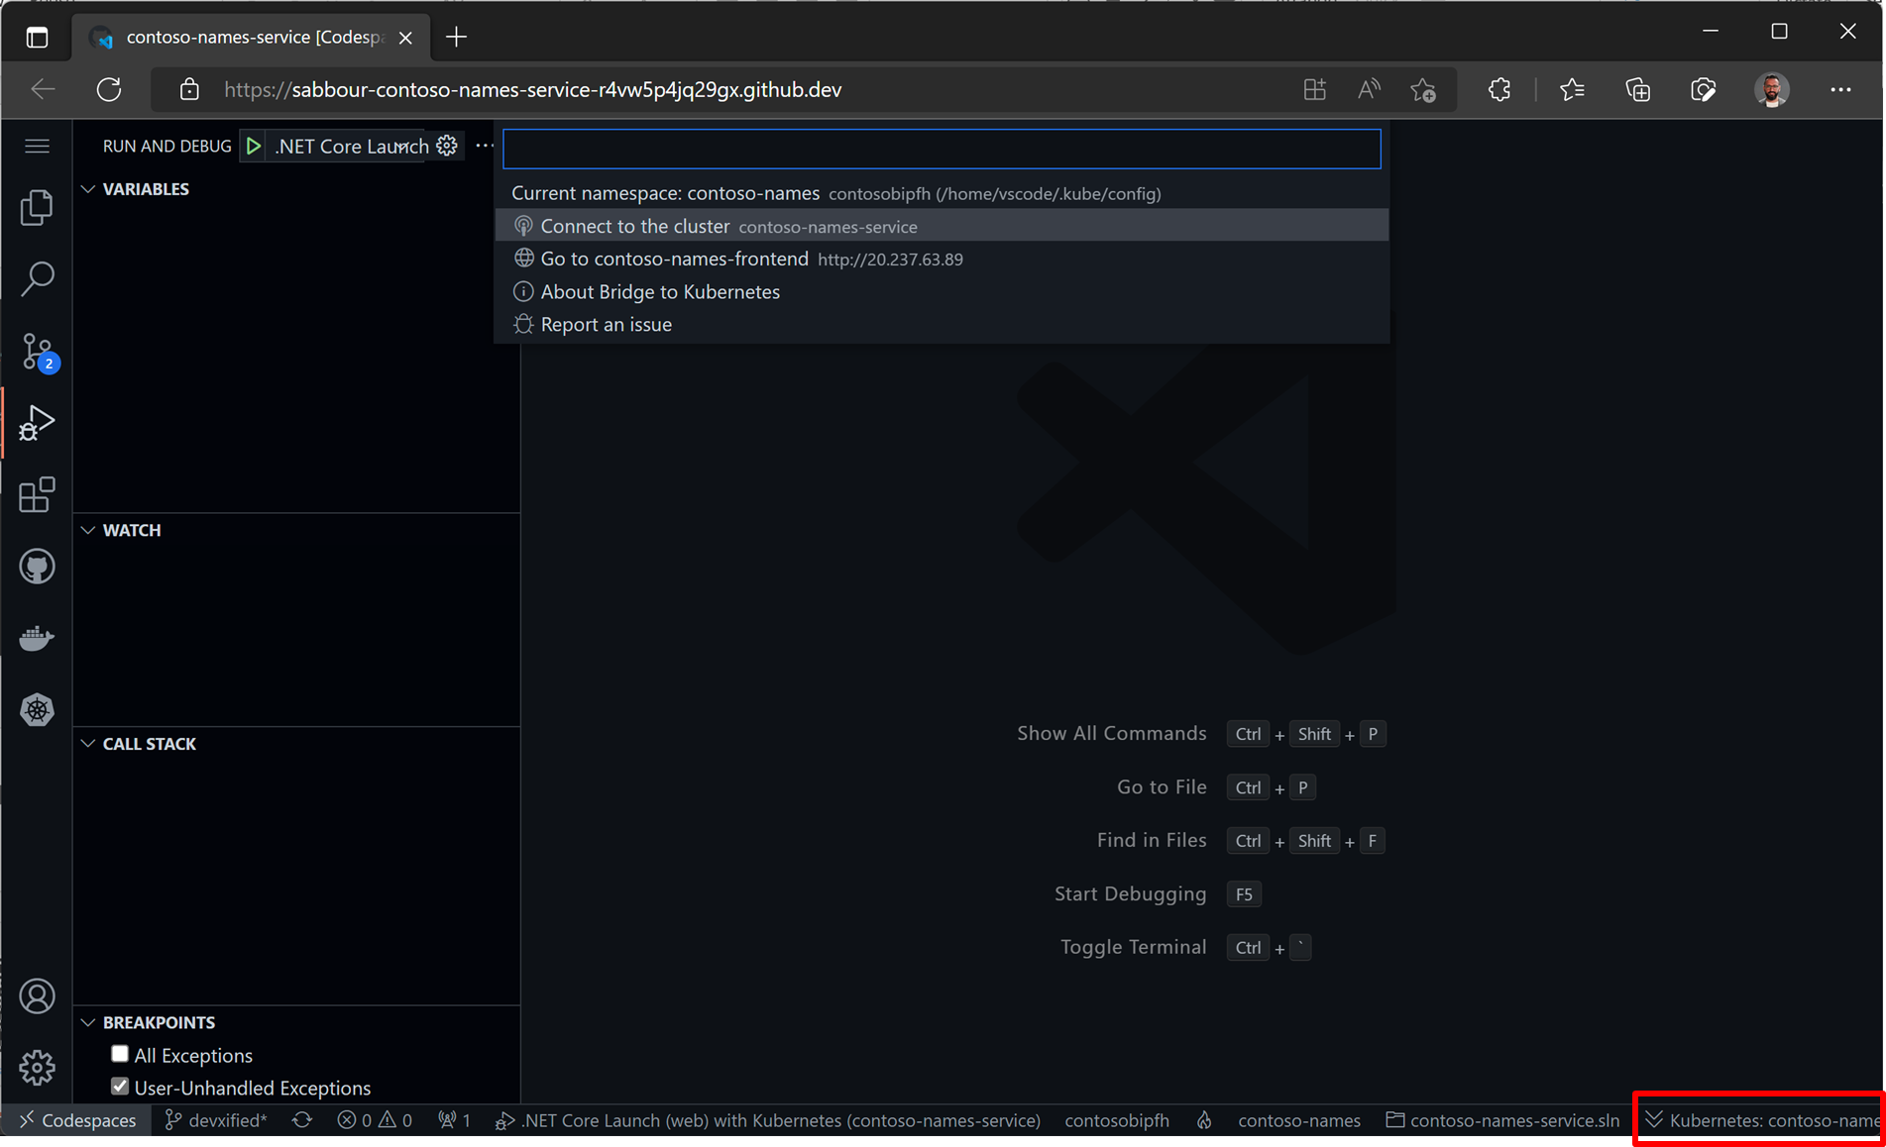 contoso-names-service [Codespa
https://sabbour-contoso-names-service-r4vw5p4jq29gx.github.dev
RUN AND DEBUG .NET Core Launch ...
Current namespace: contoso-names contosobipfh (/home/vscode/.kube/config)
Connect to the cluster contoso-names-service
Go to contoso-names-frontend http://20.237.63.89
About Bridge to Kubernetes
Report an issue
VARIABLES
2
WATCH
CALL STACK
Show All Commands Ctrl + Shift + P
Go to File Ctrl + P
Find in Files Ctrl + Shift + F
Start Debugging F5
Toggle Terminal Ctrl + `
BREAKPOINTS
All Exceptions
User-Unhandled Exceptions
Codespaces devxified* 0 0 1 .NET Core Launch (web) with Kubernetes (contoso-names-service) contosobipfh contoso-names contoso-names-service.sln Kubernetes: contoso-name